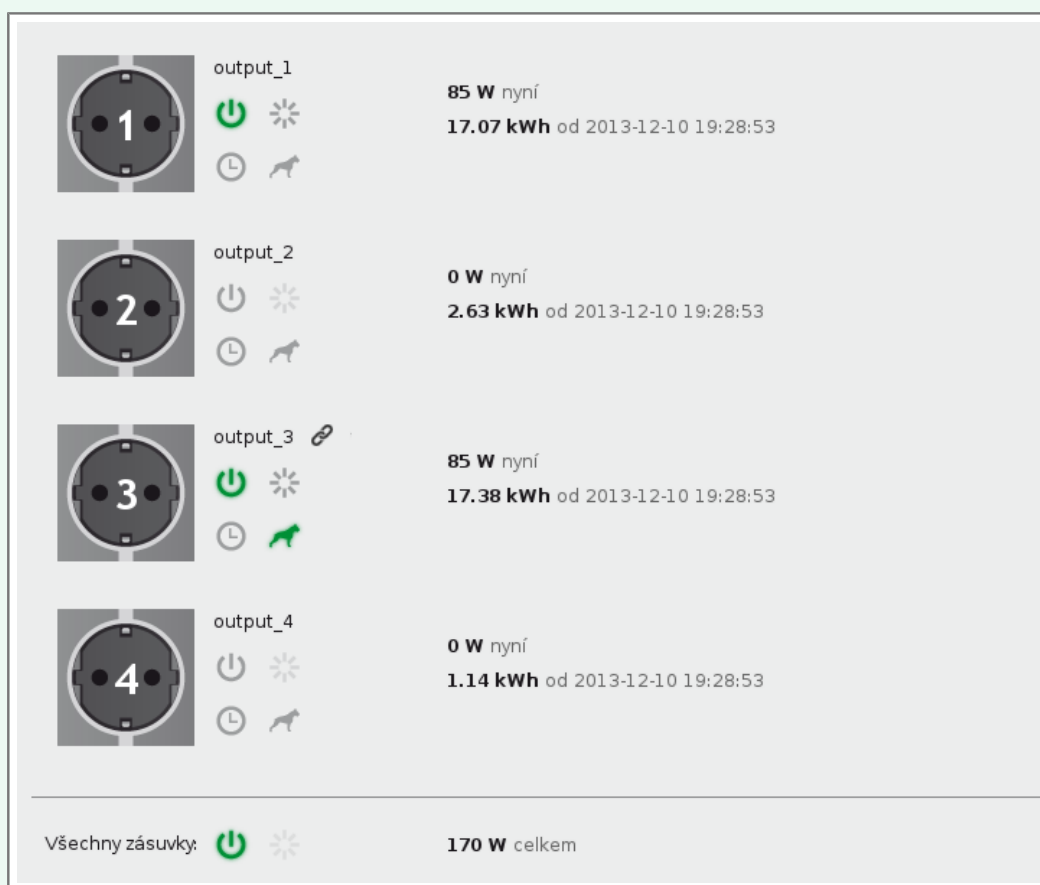 output_1
1
85 W nyní
17.07 kWh od 2013-12-10 19:28:53
output_2
2
0 W nyní
2.63 kWh od 2013-12-10 19:28:53
output_3
3
85 W nyní
17.38 kWh od 2013-12-10 19:28:53
output_4
4
0 W nyní
1.14 kWh od 2013-12-10 19:28:53
Všechny zásuvky: 170 W celkem